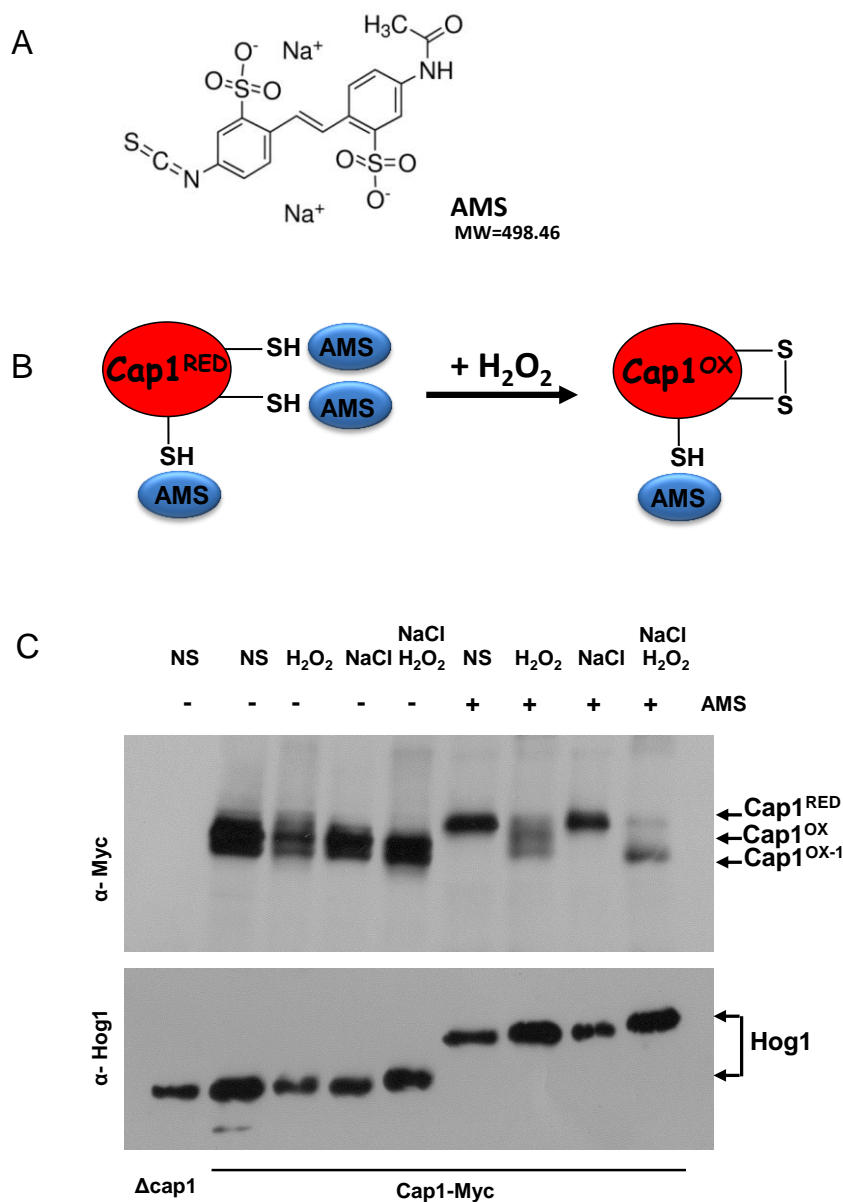 A
H₃C
O
NH
O⁻
Na⁺
O=S=O
S
C
N
O=S=O
O⁻
Na⁺
AMS
MW=498.46
B
Cap1ᴿᴱᴰ
SH AMS
SH AMS
SH
AMS
+ H₂O₂
Cap1ᴼˣ
S
S
SH
AMS
C
NS NS H₂O₂ NaCl NaCl H₂O₂ NS H₂O₂ NaCl NaCl H₂O₂
- - - - - + + + + AMS
α- Myc
Cap1ᴿᴱᴰ
Cap1ᴼˣ
Cap1ᴼˣ⁻¹
α- Hog1
Hog1
Δcap1 Cap1-Myc